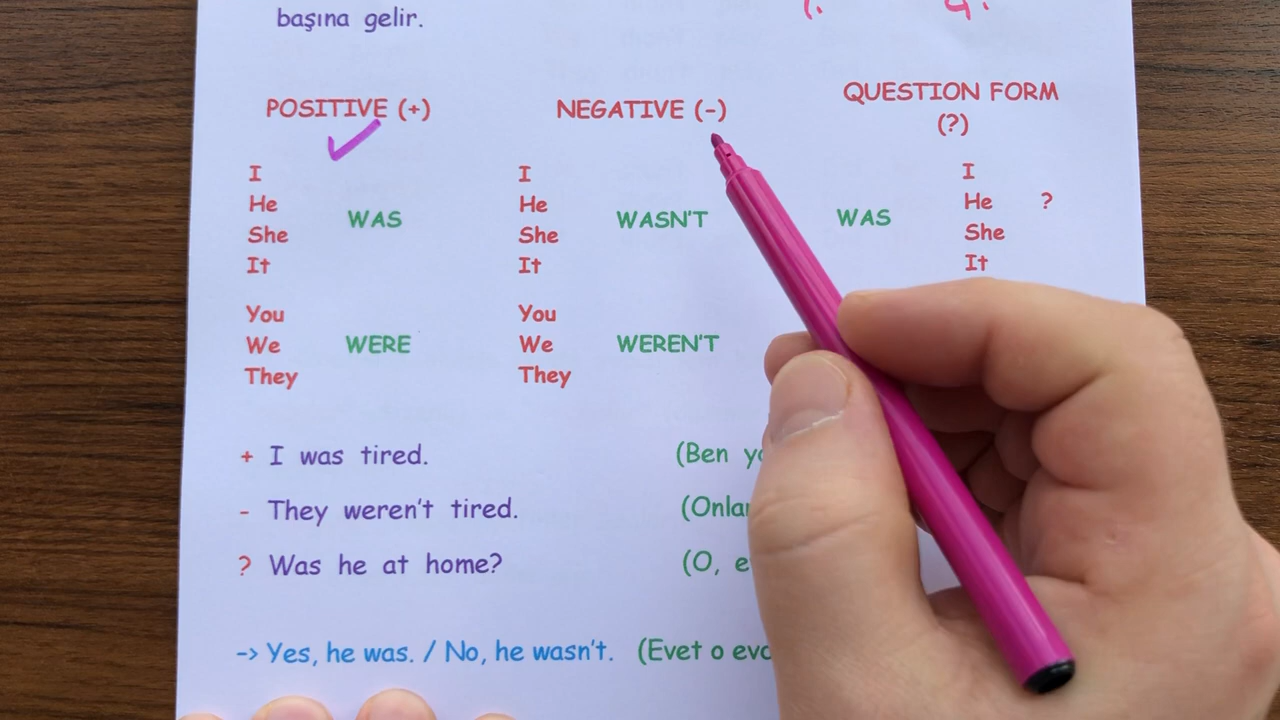 başına gelir.
POSITIVE (+)
NEGATIVE (-)
QUESTION FORM
(?)
I
He
She
It
WAS
I
He
She
It
WASN'T
WAS
I
He
She
It
?
You
We
They
WERE
You
We
They
WEREN'T
+ I was tired. (Ben
- They weren't tired.
? Was he at home? (O,
-> Yes, he was. / No, he wasn't. (Evet o